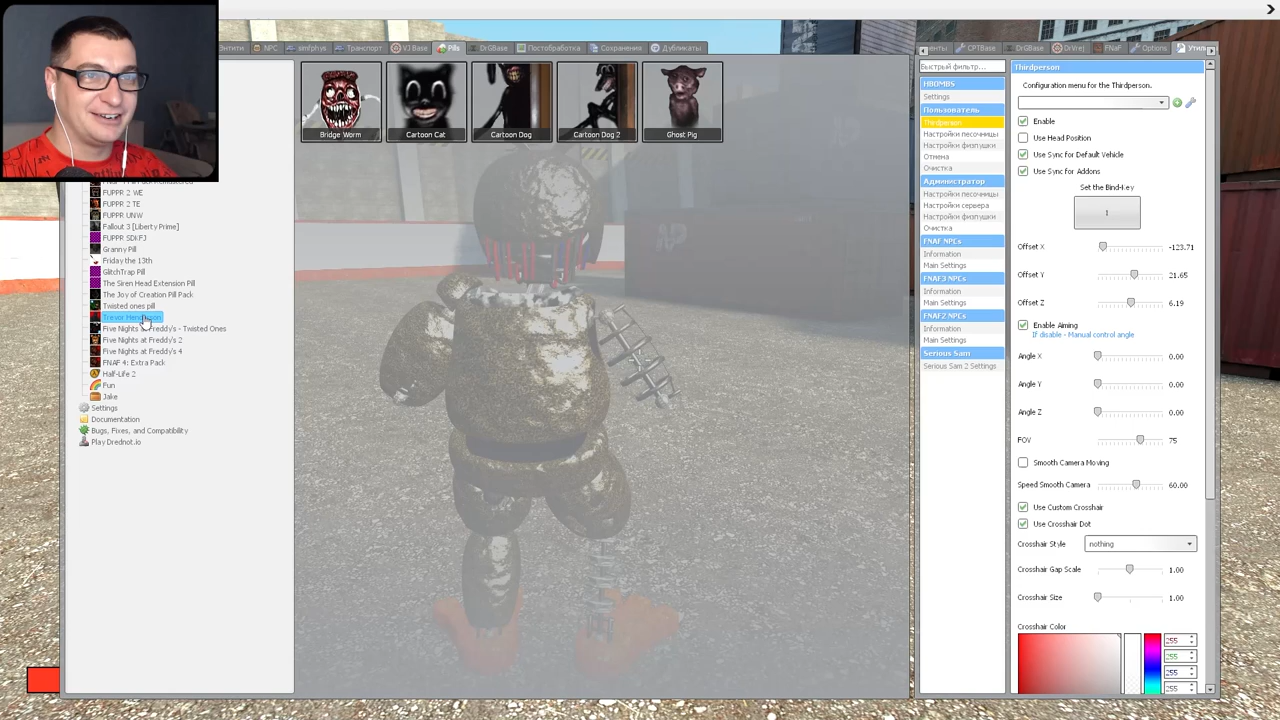 нтити
NPC
simfphys
Транспорт
VJ Base
Pills
DrGBase
Постобработка
Сохранения
Дубликаты
енты
CPTBase
DrGBase
DrVrej
FNaF
Options
Утил
Bridge Worm
Cartoon Cat
Cartoon Dog
Cartoon Dog 2
Ghost Pig
FUPPR 2 WE
FUPPR 2 TE
FUPPR UNW
Fallout 3 [Liberty Prime]
FUPPR SDI:FJ
Granny Pill
Friday the 13th
GlitchTrap Pill
The Siren Head Extension Pill
The Joy of Creation Pill Pack
Twisted ones pill
Trevor Hen
Five Nights at Freddy's - Twisted Ones
Five Nights at Freddy's 2
Five Nights at Freddy's 4
FNAF 4: Extra Pack
Half-Life 2
Fun
Jake
Settings
Documentation
Bugs, Fixes, and Compatibility
Play Drednot.io
Быстрый фильтр...
HBOMBS
Settings
Пользователь
Thirdperson
Настройки песочницы
Настройки физпушки
Отмена
Очистка
Администратор
Настройки песочницы
Настройки сервера
Настройки физпушки
Очистка
FNAF NPCs
Information
Main Settings
FNAF3 NPCs
Information
Main Settings
FNAF2 NPCs
Information
Main Settings
Serious Sam
Serious Sam 2 Settings
Thirdperson
Configuration menu for the Thirdperson.
Enable
Use Head Position
Use Sync for Default Vehicle
Use Sync for Addons
Set the Bind-Key
I
Offset X -123.71
Offset Y 21.65
Offset Z 6.19
Enable Aiming
If disable - Manual control angle
Angle X 0.00
Angle Y 0.00
Angle Z 0.00
FOV 75
Smooth Camera Moving
Speed Smooth Camera 60.00
Use Custom Crosshair
Use Crosshair Dot
Crosshair Style nothing
Crosshair Gap Scale 1.00
Crosshair Size 1.00
Crosshair Color
255
255
255
255